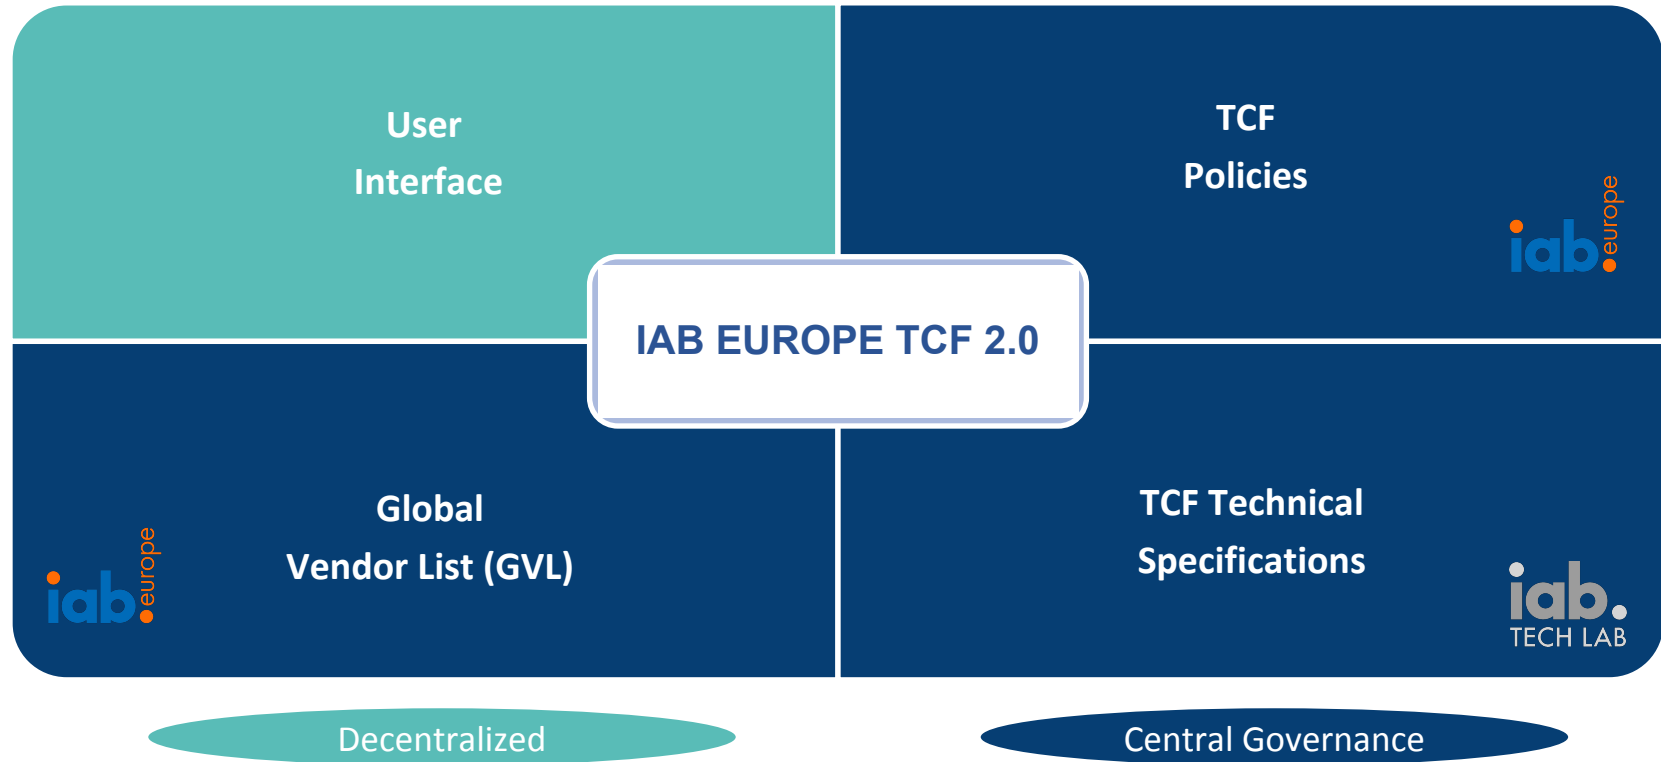 User
Interface
TCF
Policies
iab.europe
IAB EUROPE TCF 2.0
Global
Vendor List (GVL)
iab.europe
TCF Technical
Specifications
iab.
TECH LAB
Decentralized
Central Governance